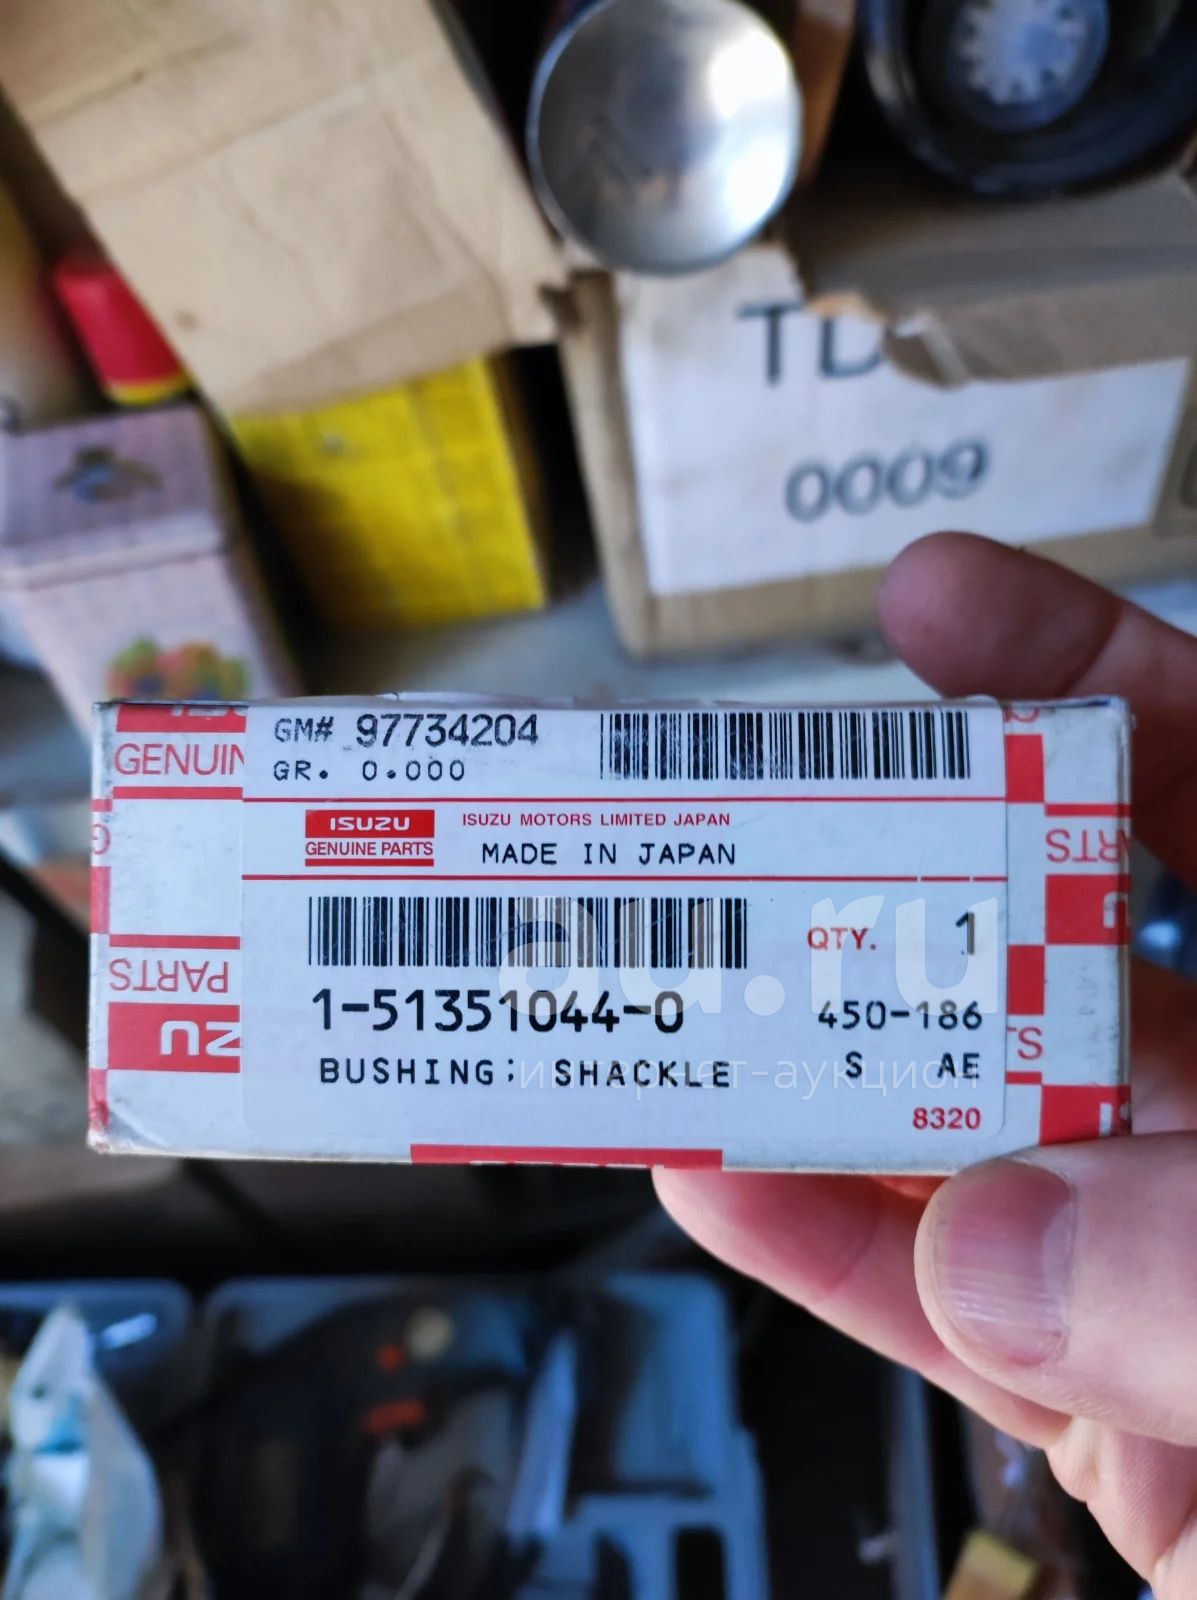 0009
GM# 97734204
GR. 0.000
GENUIN
ISUZU
GENUINE PARTS
ISUZU MOTORS LIMITED JAPAN
MADE IN JAPAN
PARTS
QTY. 1
1-51351044-0
450-186
BUSHING; SHACKLE
S AE
8320
PARTS
ZU
au.ru
интернет-аукцион